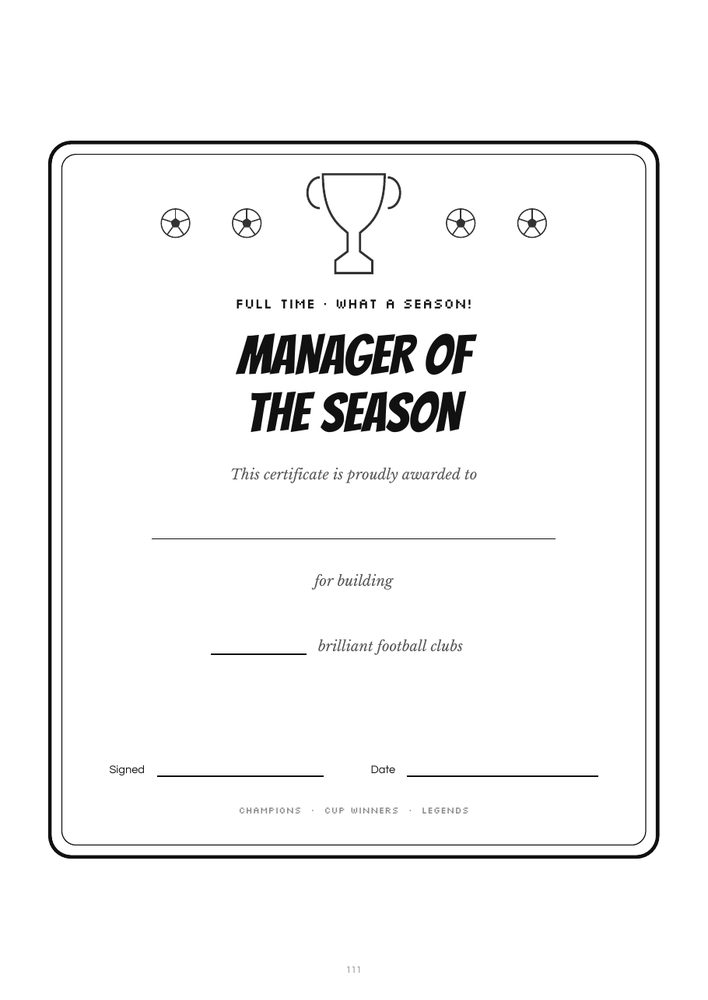 FULL TIME · WHAT A SEASON!
MANAGER OF
THE SEASON
This certificate is proudly awarded to
for building
brilliant football clubs
Signed
Date
CHAMPIONS · CUP WINNERS · LEGENDS
111